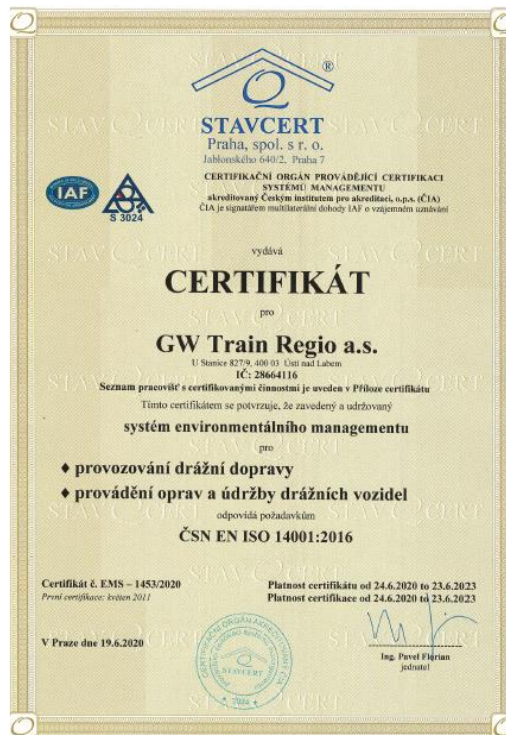 STAVCERT
Praha, spol. s r. o.
Jablonského 640/2, Praha 7
CERTIFIKAČNÍ ORGÁN PROVÁDĚJÍCÍ CERTIFIKACI
SYSTÉMŮ MANAGEMENTU
akreditovaný Českým institutem pro akreditaci, o.p.s. (ČIA)
ČIA je signatářem multilaterální dohody IAF o vzájemném uznávání
IAF
S 3024
vydává
CERTIFIKÁT
pro
GW Train Regio a.s.
U Stanice 827/9, 400 03 Ústí nad Labem
IČ: 28664116
Seznam pracovišť s certifikovanými činnostmi je uveden v Příloze certifikátu
Tímto certifikátem se potvrzuje, že zavedený a udržovaný
systém environmentálního managementu
pro
♦ provozování drážní dopravy
♦ provádění oprav a údržby drážních vozidel
odpovídá požadavkům
ČSN EN ISO 14001:2016
Certifikát č. EMS – 1453/2020
První certifikace: květen 2011
Platnost certifikátu od 24.6.2020 to 23.6.2023
Platnost certifikace od 24.6.2020 to 23.6.2023
V Praze dne 19.6.2020
STAVCERT
Ing. Pavel Florian
jednatel